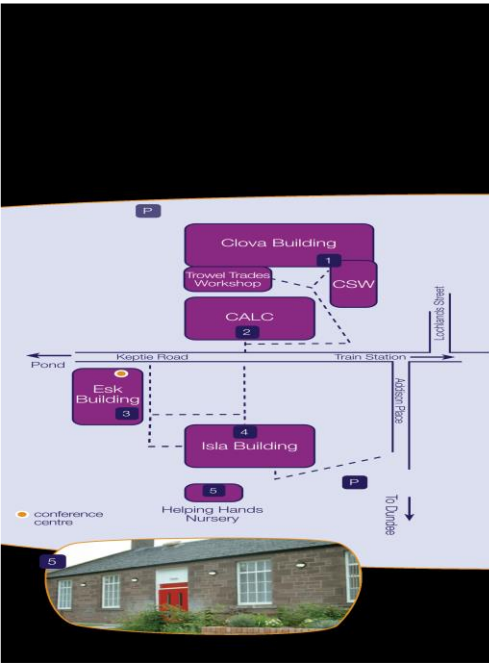 P
Clova Building
1
Trowel Trades
Workshop
CSW
CALC
2
Lochlands Street
Keptie Road
Train Station
Pond
Esk
Building
3
Addison Place
4
Isla Building
P
5
Helping Hands
Nursery
To Dundee
conference
centre
5